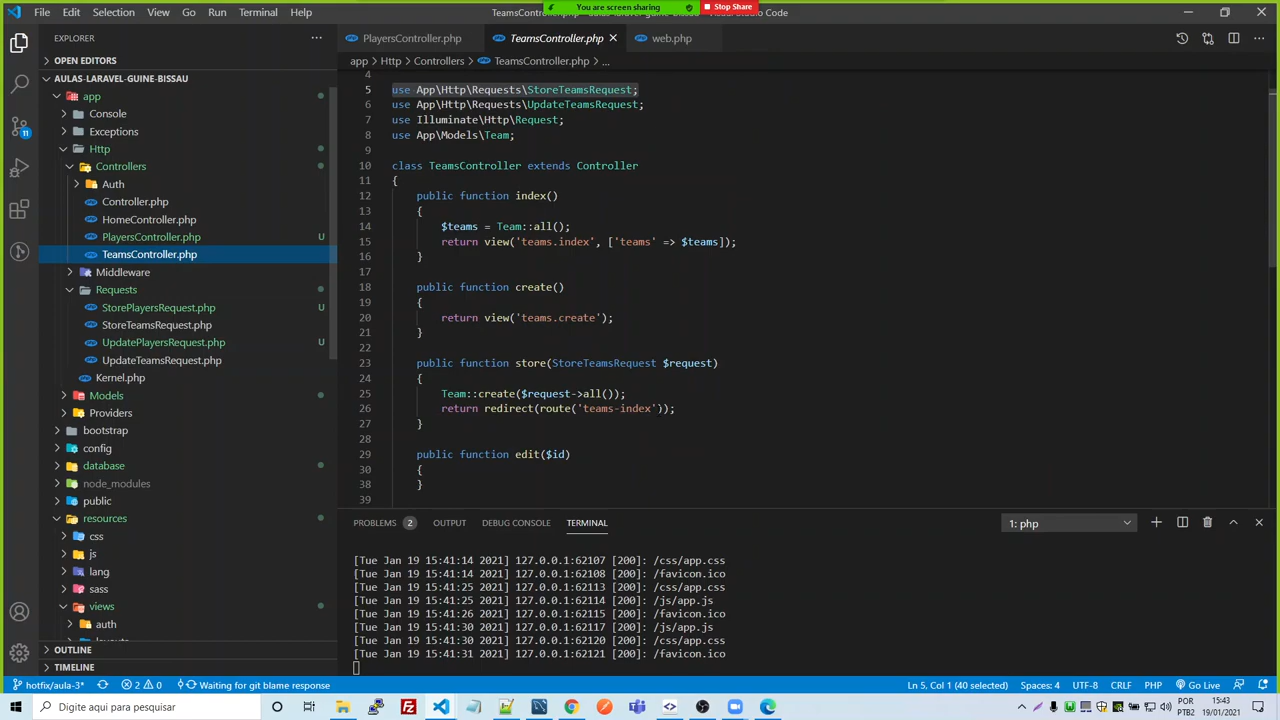 File Edit Selection View Go Run Terminal Help
You are screen sharing
Stop Share
EXPLORER
OPEN EDITORS
AULAS-LARAVEL-GUINE-BISSAU
app
Console
Exceptions
Http
Controllers
Auth
Controller.php
HomeController.php
PlayersController.php U
TeamsController.php
Middleware
Requests
StorePlayersRequest.php U
StoreTeamsRequest.php
UpdatePlayersRequest.php U
UpdateTeamsRequest.php
Kernel.php
Models
Providers
bootstrap
config
database
node_modules
public
resources
css
js
lang
sass
views
auth
OUTLINE
TIMELINE
PlayersController.php
TeamsController.php
web.php
app > Http > Controllers > TeamsController.php > ...
4
5 use App\Http\Requests\StoreTeamsRequest;
6 use App\Http\Requests\UpdateTeamsRequest;
7 use Illuminate\Http\Request;
8 use App\Models\Team;
9
10 class TeamsController extends Controller
11 {
12 public function index()
13 {
14 $teams = Team::all();
15 return view('teams.index', ['teams' => $teams]);
16 }
17
18 public function create()
19 {
20 return view('teams.create');
21 }
22
23 public function store(StoreTeamsRequest $request)
24 {
25 Team::create($request->all());
26 return redirect(route('teams-index'));
27 }
28
29 public function edit($id)
30 {
38 }
39
PROBLEMS 2 OUTPUT DEBUG CONSOLE TERMINAL
1: php
[Tue Jan 19 15:41:14 2021] 127.0.0.1:62107 [200]: /css/app.css
[Tue Jan 19 15:41:14 2021] 127.0.0.1:62108 [200]: /favicon.ico
[Tue Jan 19 15:41:25 2021] 127.0.0.1:62113 [200]: /css/app.css
[Tue Jan 19 15:41:25 2021] 127.0.0.1:62114 [200]: /js/app.js
[Tue Jan 19 15:41:26 2021] 127.0.0.1:62115 [200]: /favicon.ico
[Tue Jan 19 15:41:30 2021] 127.0.0.1:62117 [200]: /js/app.js
[Tue Jan 19 15:41:30 2021] 127.0.0.1:62120 [200]: /css/app.css
[Tue Jan 19 15:41:31 2021] 127.0.0.1:62121 [200]: /favicon.ico
11
hotfix/aula-3* 2 0 Waiting for git blame response
Ln 5, Col 1 (40 selected) Spaces: 4 UTF-8 CRLF PHP Go Live
Digite aqui para pesquisar
POR
PTB2
15:43
19/01/2021